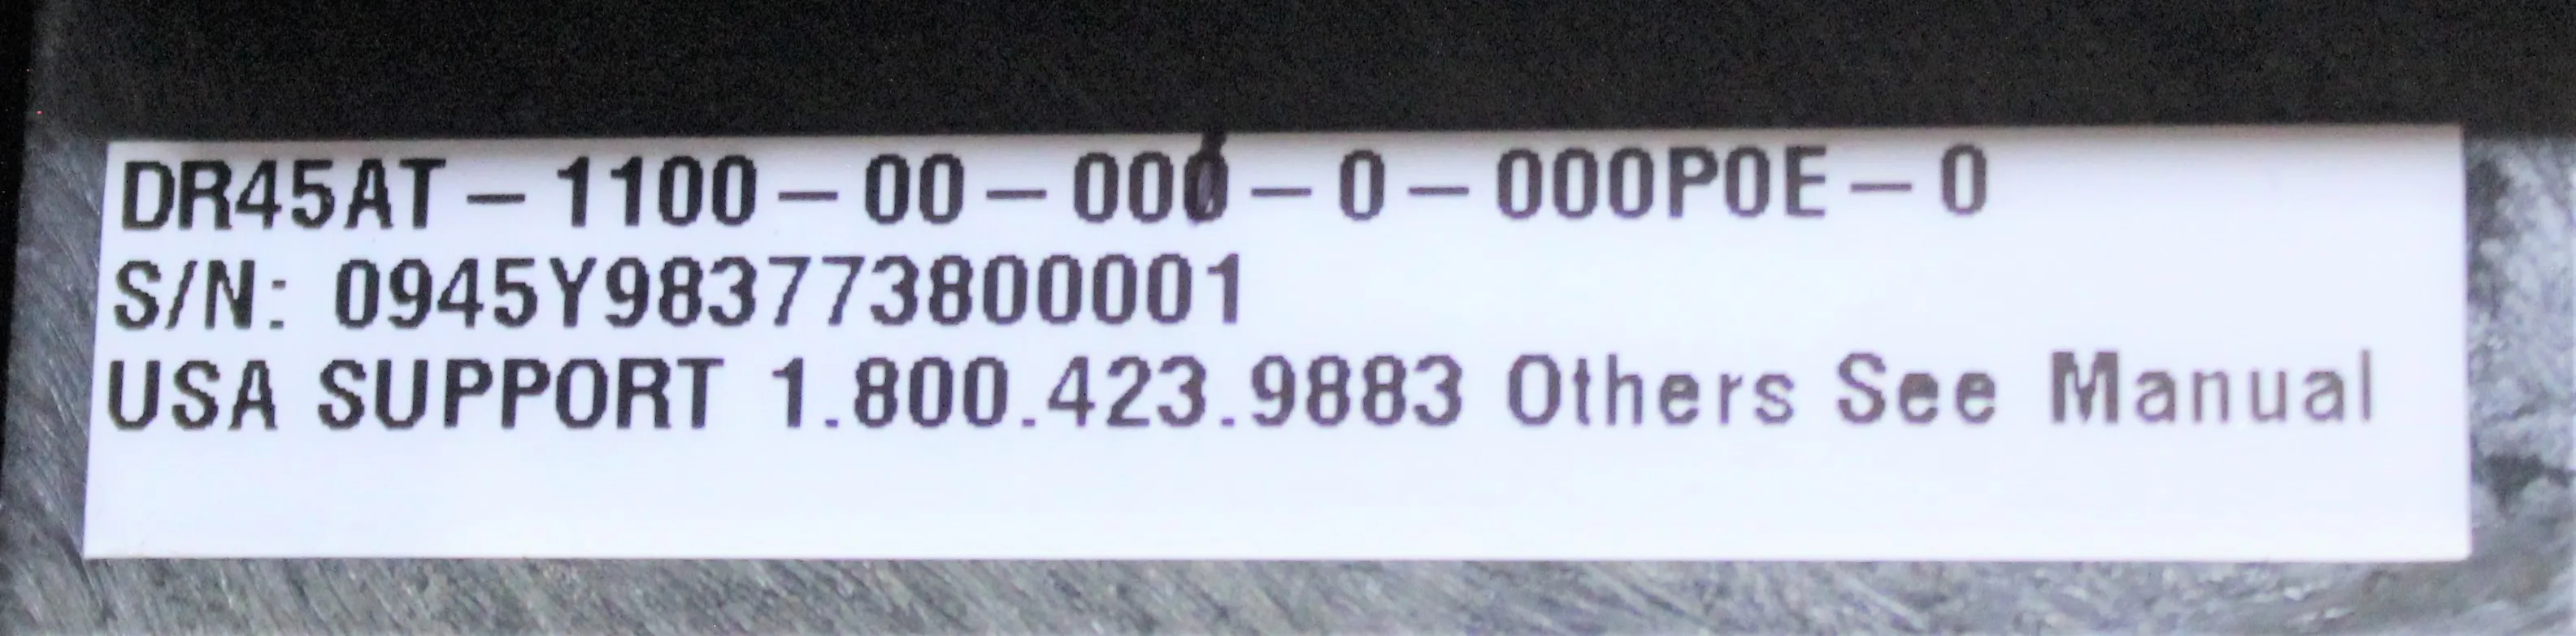 DR45AT-1100-00-000-0-000P0E-0
S/N: 0945Y983773800001
USA SUPPORT 1.800.423.9883 Others See Manual